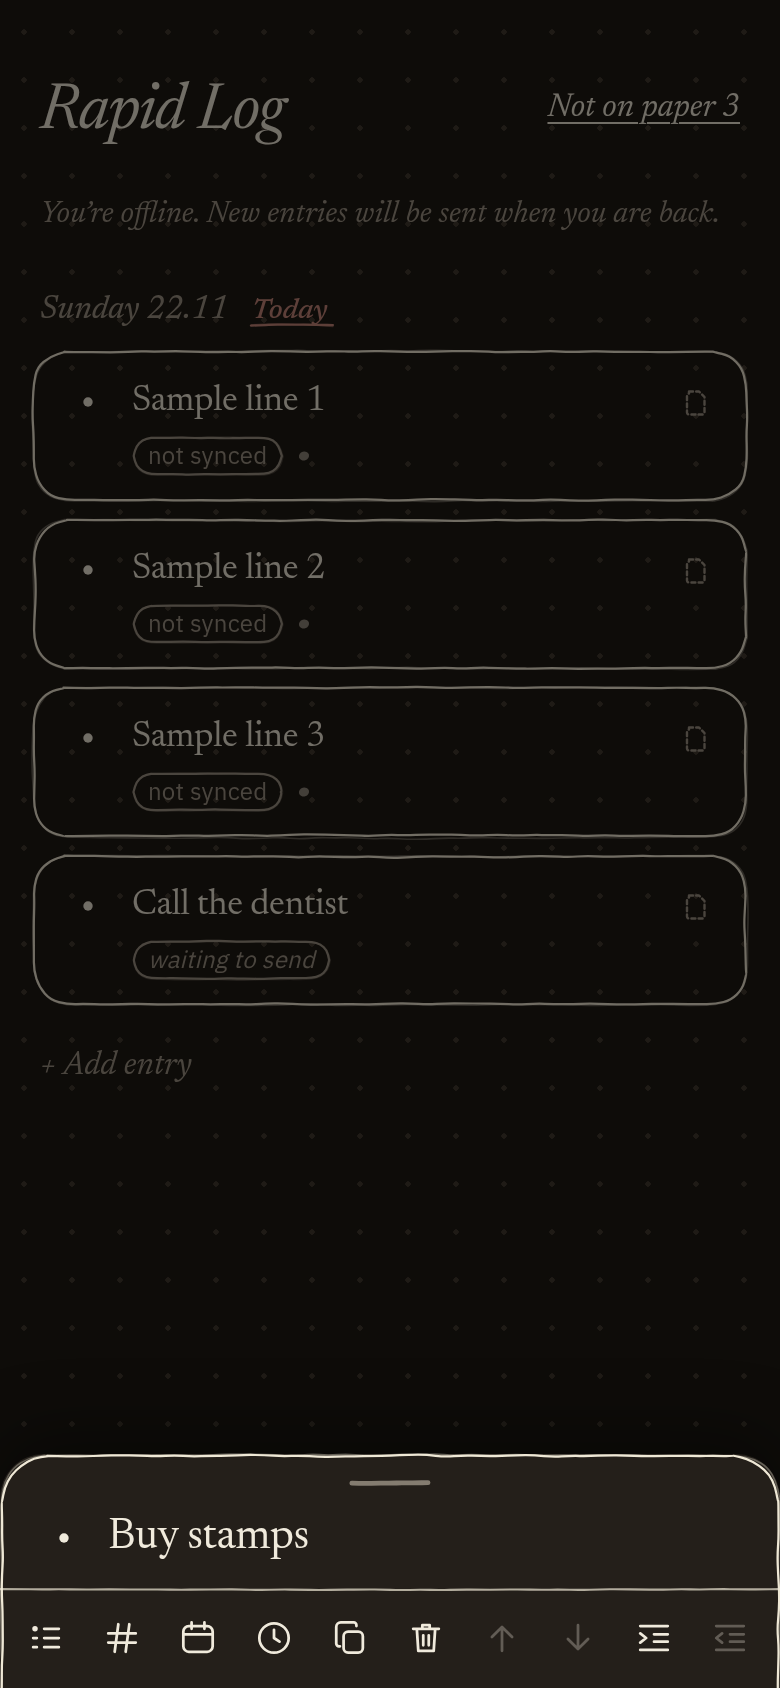 Rapid Log
Not on paper 3
You’re offline. New entries will be sent when you are back.
Sunday 22.11 Today
• Sample line 1
not synced •
• Sample line 2
not synced •
• Sample line 3
not synced •
• Call the dentist
waiting to send
+ Add entry
• Buy stamps